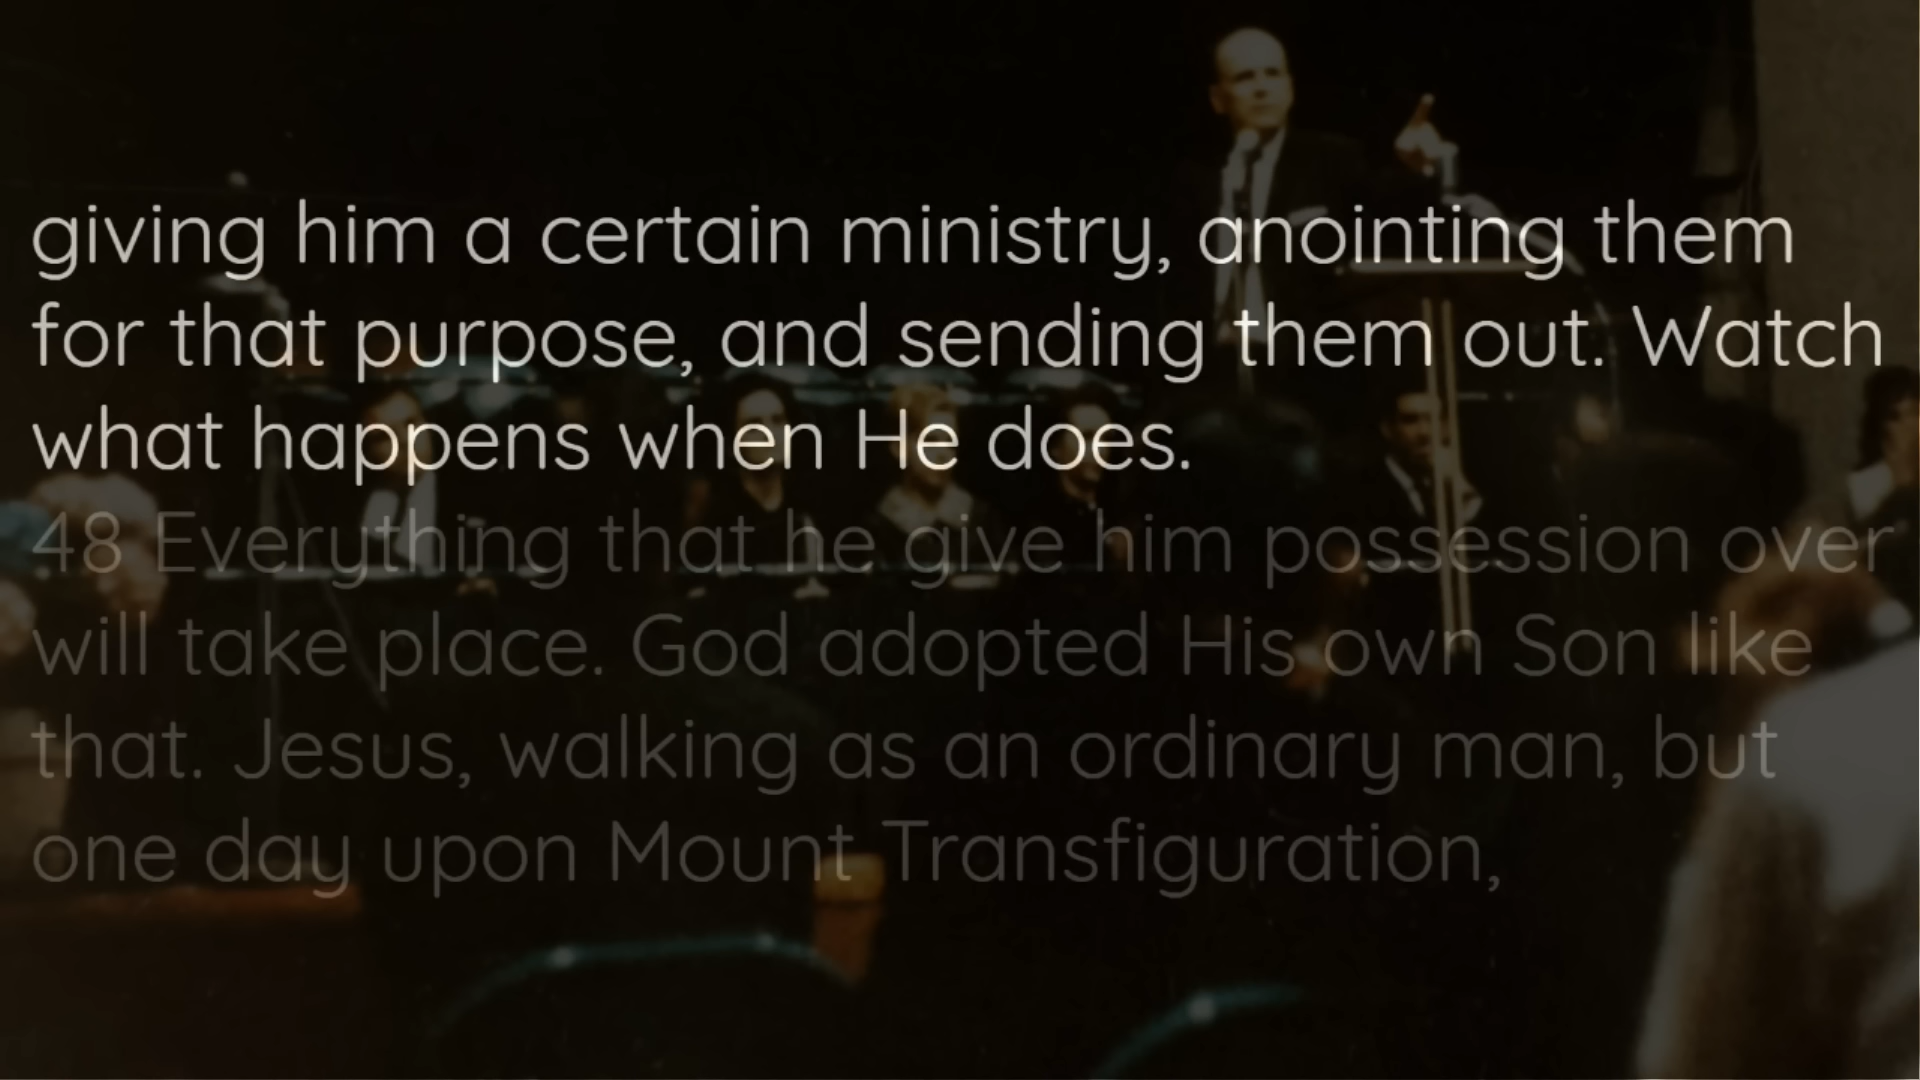 giving him a certain ministry, anointing them
for that purpose, and sending them out. Watch
what happens when He does.
48 Everything that he give him possession over
will take place. God adopted His own Son like
that. Jesus, walking as an ordinary man, but
one day upon Mount Transfiguration,